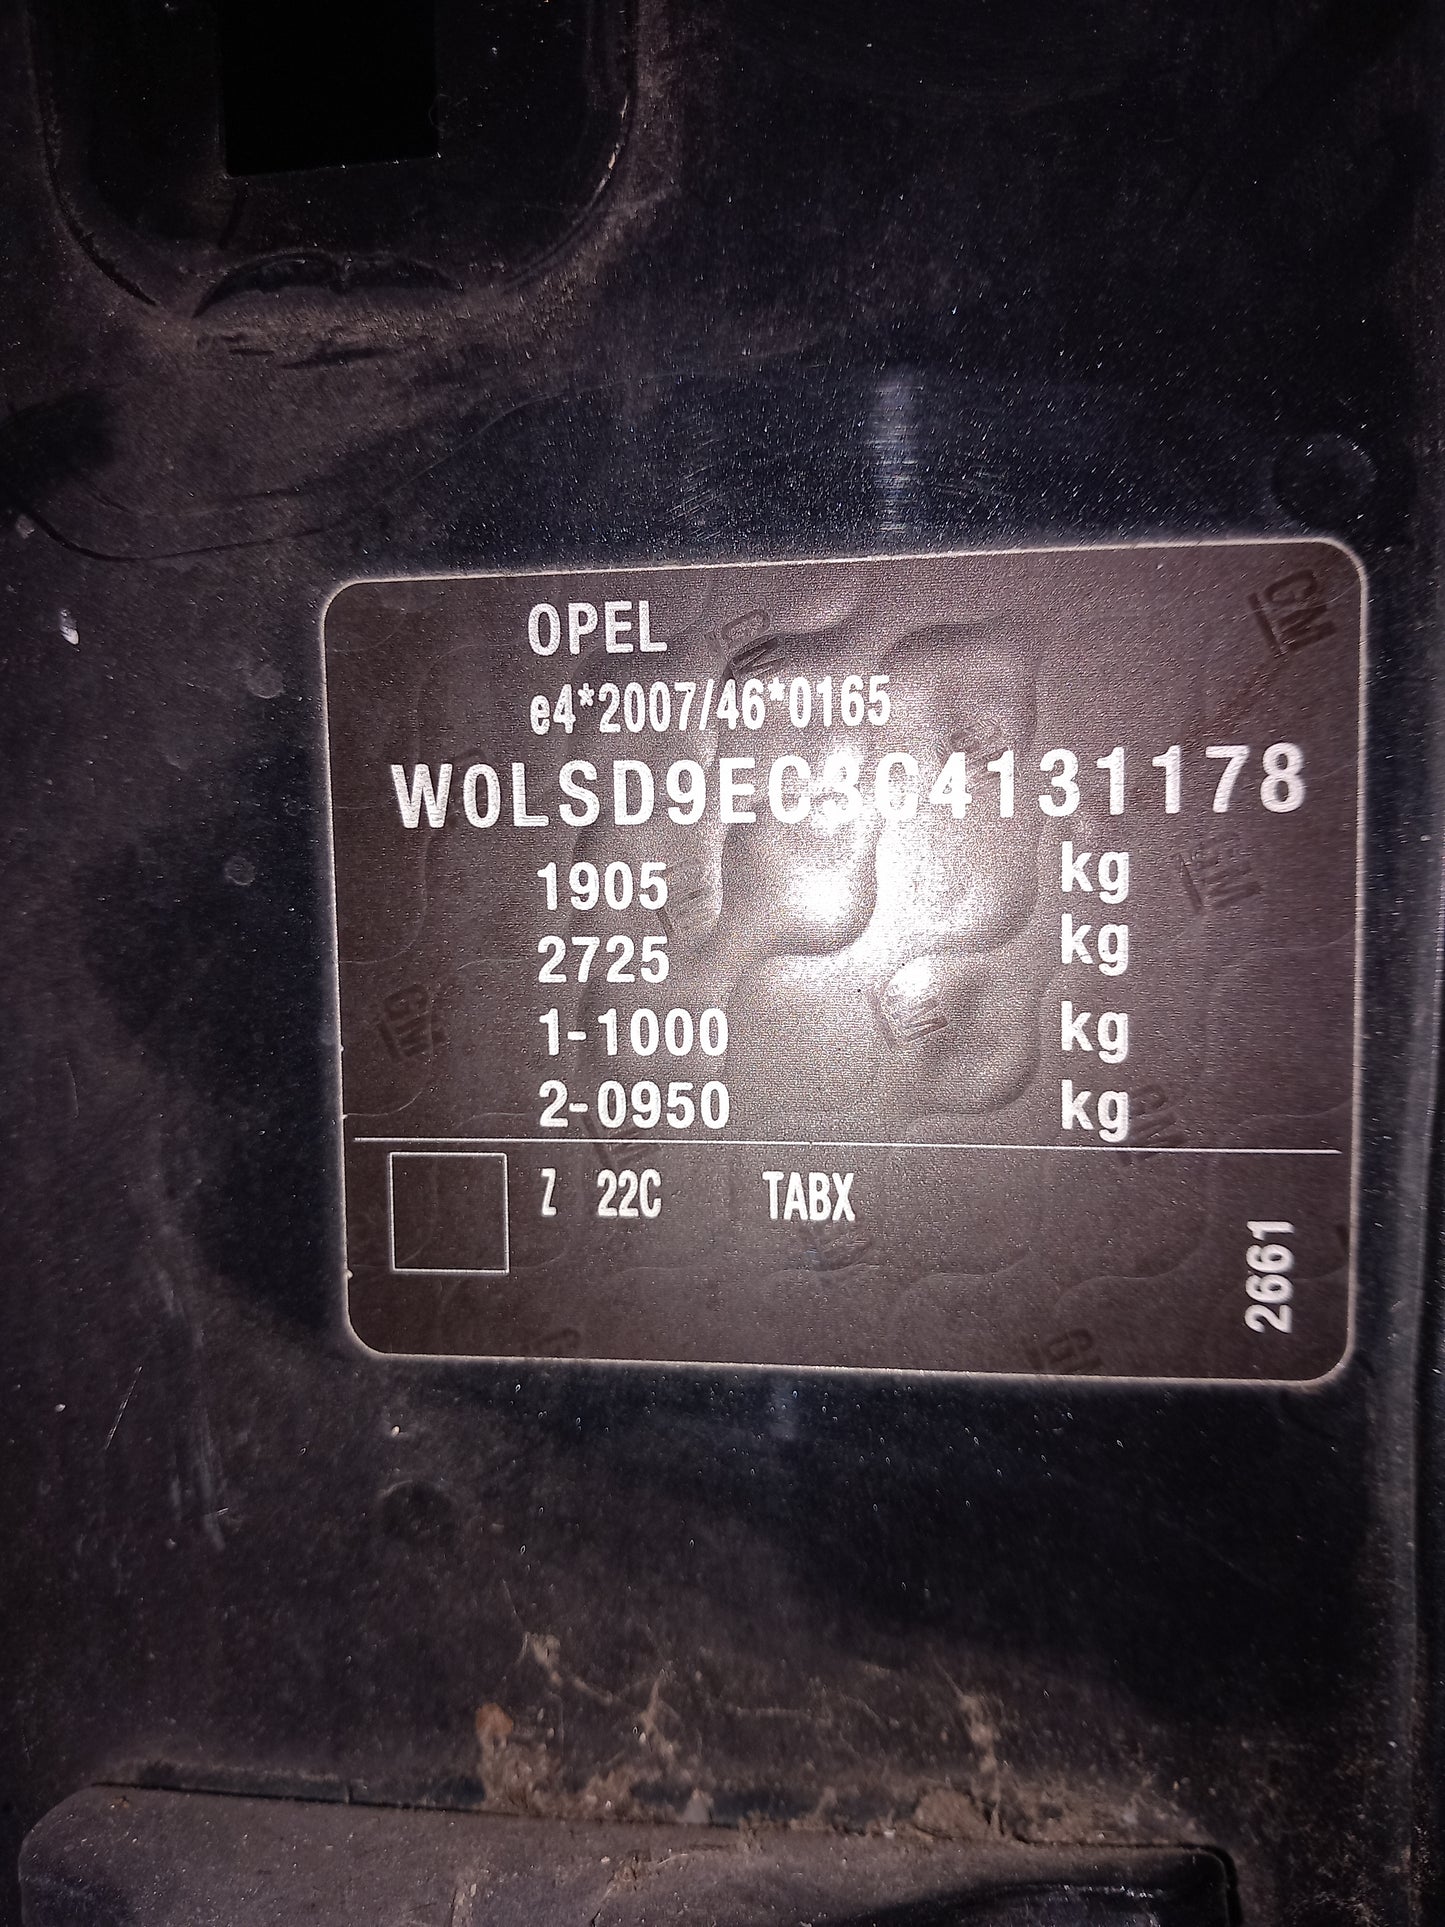 OPEL
e4*2007/46*0165
W0LSD9EC3C4131178
1905 kg
2725 kg
1-1000 kg
2-0950 kg
Z 22C TABX
2661